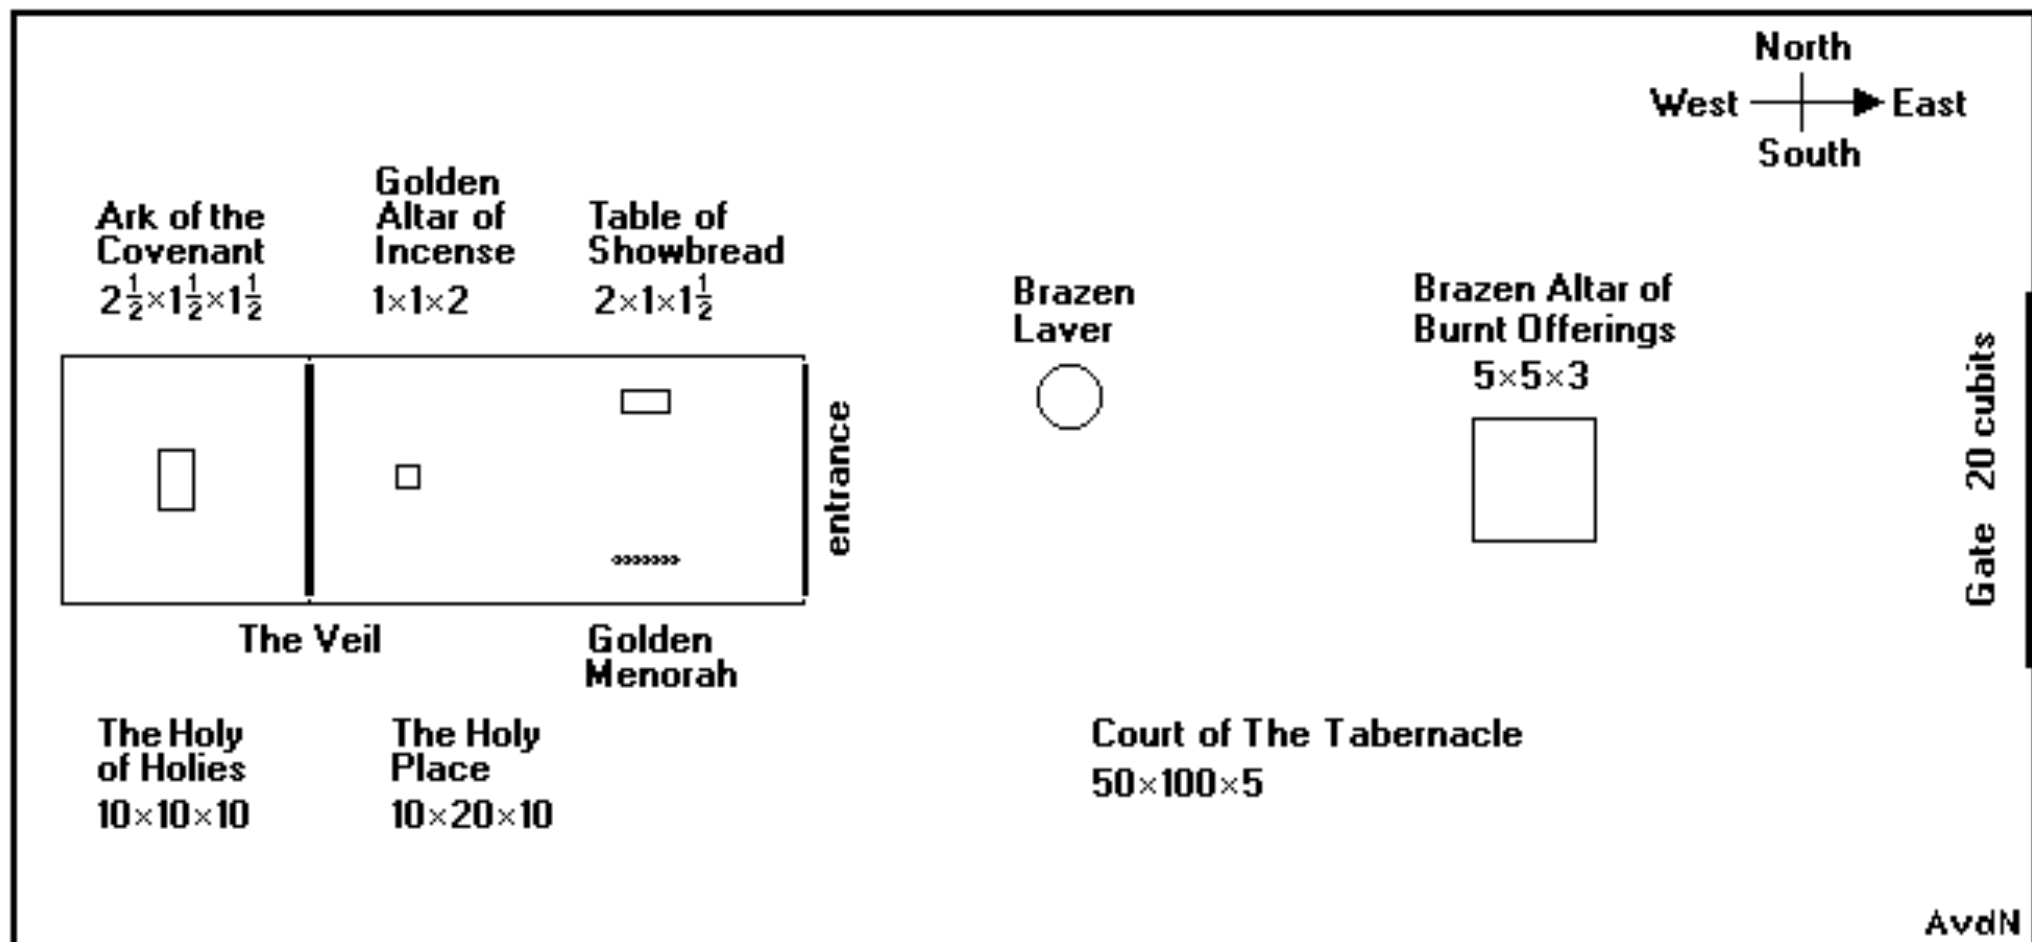 North
West East
South
Ark of the
Covenant
2½×1½×1½
Golden
Altar of
Incense
1×1×2
Table of
Showbread
2×1×1½
Brazen
Laver
Brazen Altar of
Burnt Offerings
5×5×3
entrance
Gate 20 cubits
The Veil
Golden
Menorah
The Holy
of Holies
10×10×10
The Holy
Place
10×20×10
Court of The Tabernacle
50×100×5
AvdN